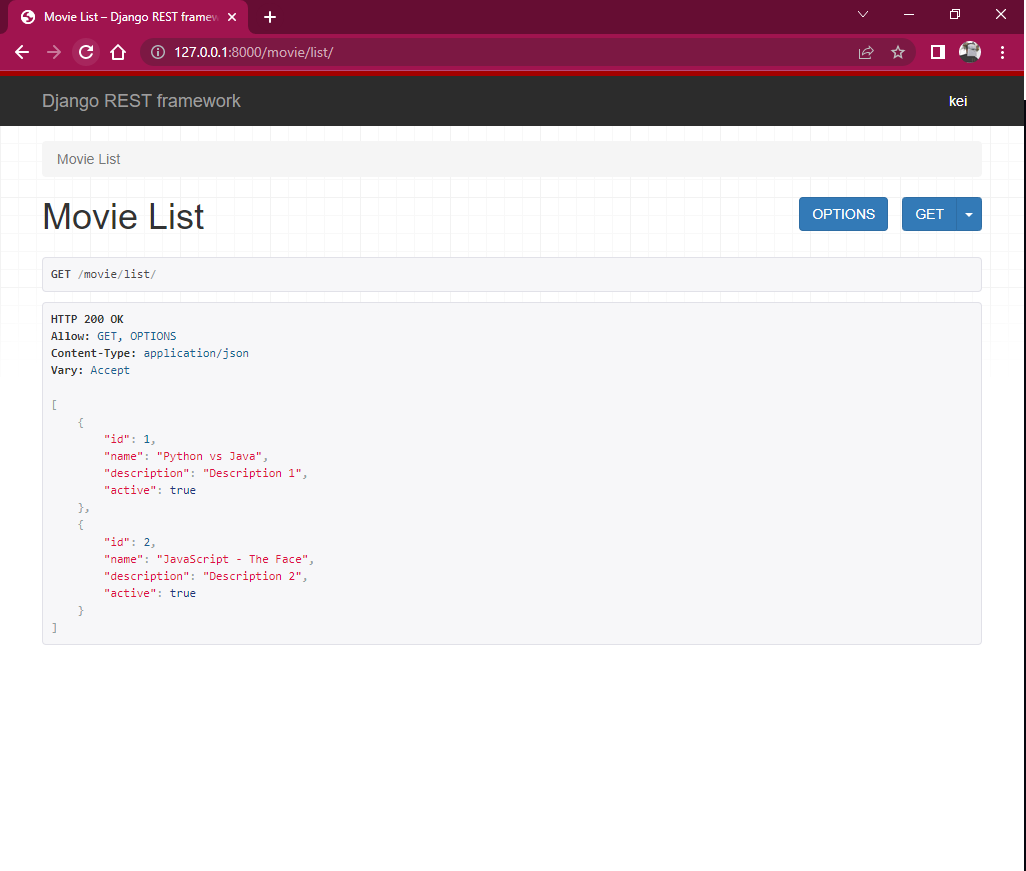 Movie List – Django REST framew
127.0.0.1:8000/movie/list/
Django REST framework
kei
Movie List
Movie List
OPTIONS
GET
GET /movie/list/
HTTP 200 OK
Allow: GET, OPTIONS
Content-Type: application/json
Vary: Accept
[
    {
        "id": 1,
        "name": "Python vs Java",
        "description": "Description 1",
        "active": true
    },
    {
        "id": 2,
        "name": "JavaScript - The Face",
        "description": "Description 2",
        "active": true
    }
]